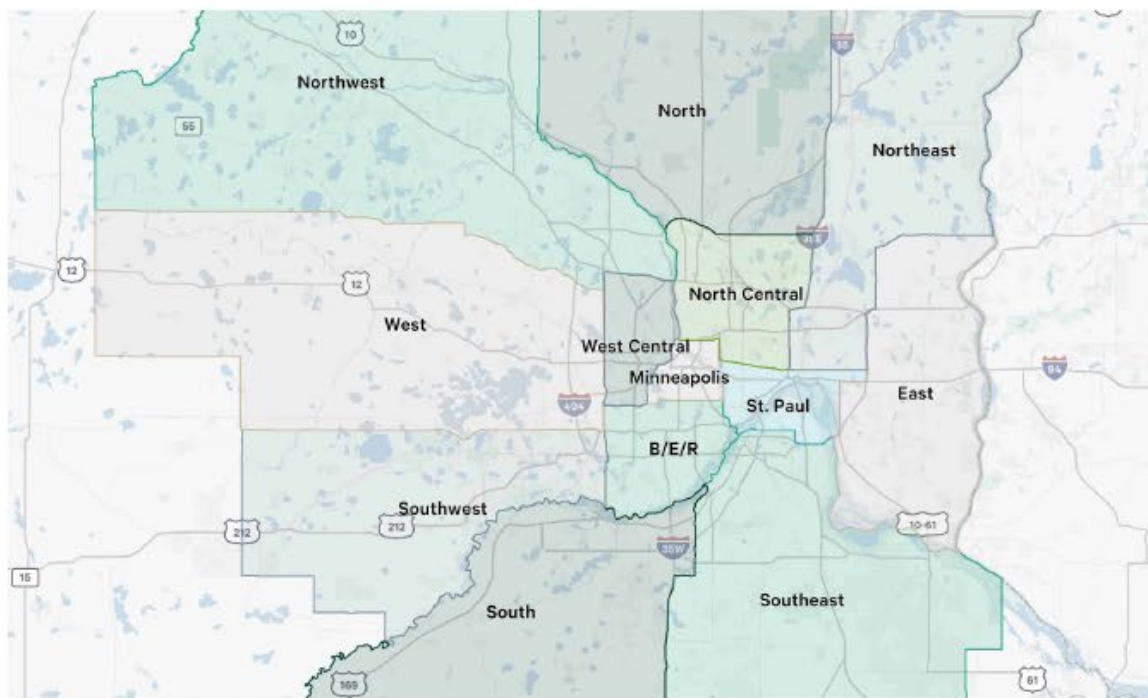 10
35
Northwest
North
55
Northeast
35E
12
12
North Central
West
West Central
Minneapolis
94
494
St. Paul
East
B/E/R
Southwest
212
212
10-61
35W
15
South
Southeast
169
61